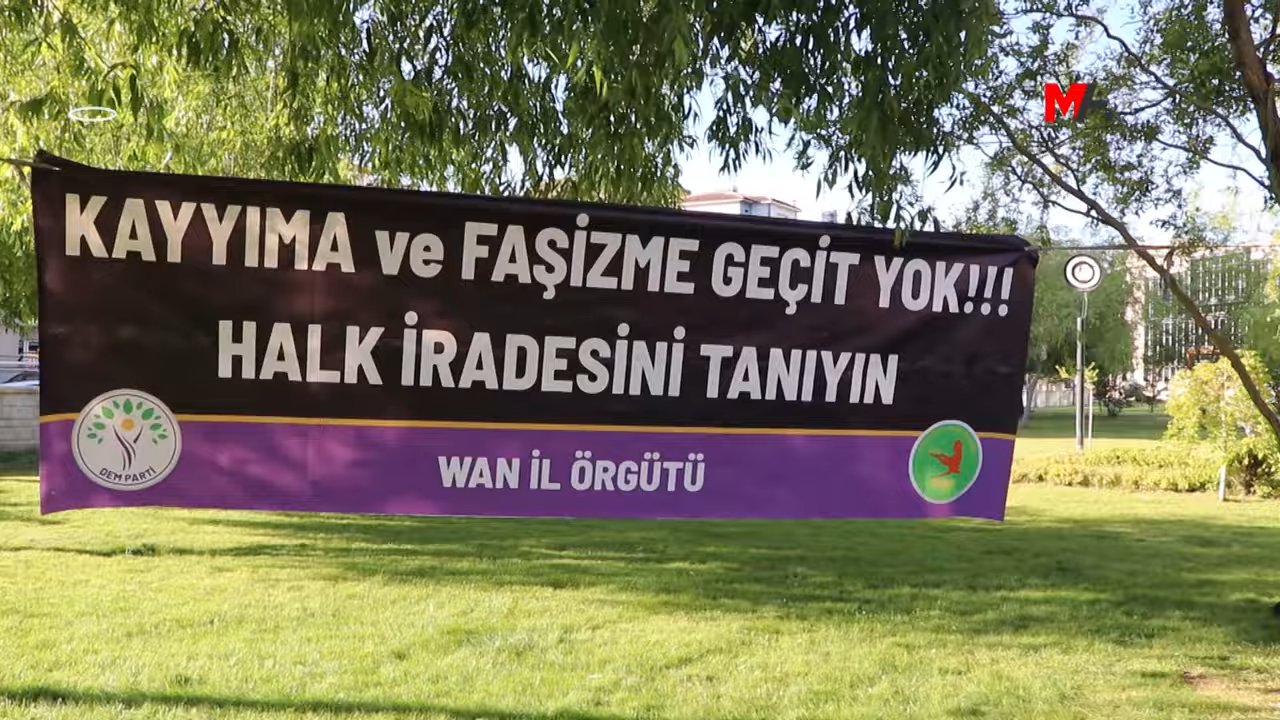 KAYYIMA ve FAŞİZME GEÇİT YOK!!!
HALK İRADESİNİ TANIYIN
DEM PARTİ
WAN İL ÖRGÜTÜ
M